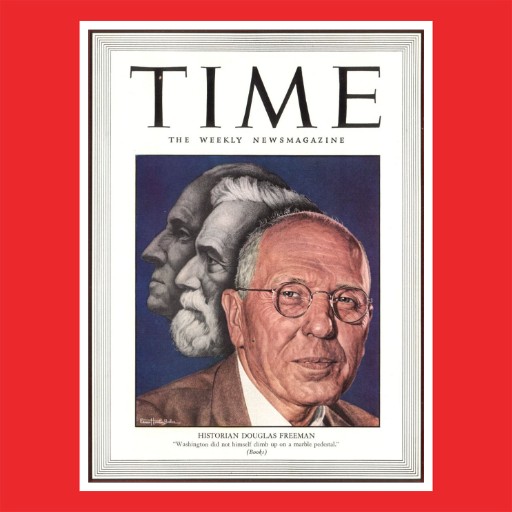 TIME
THE WEEKLY NEWSMAGAZINE
HISTORIAN DOUGLAS FREEMAN
"Washington did not himself climb up on a marble pedestal."
(Books)